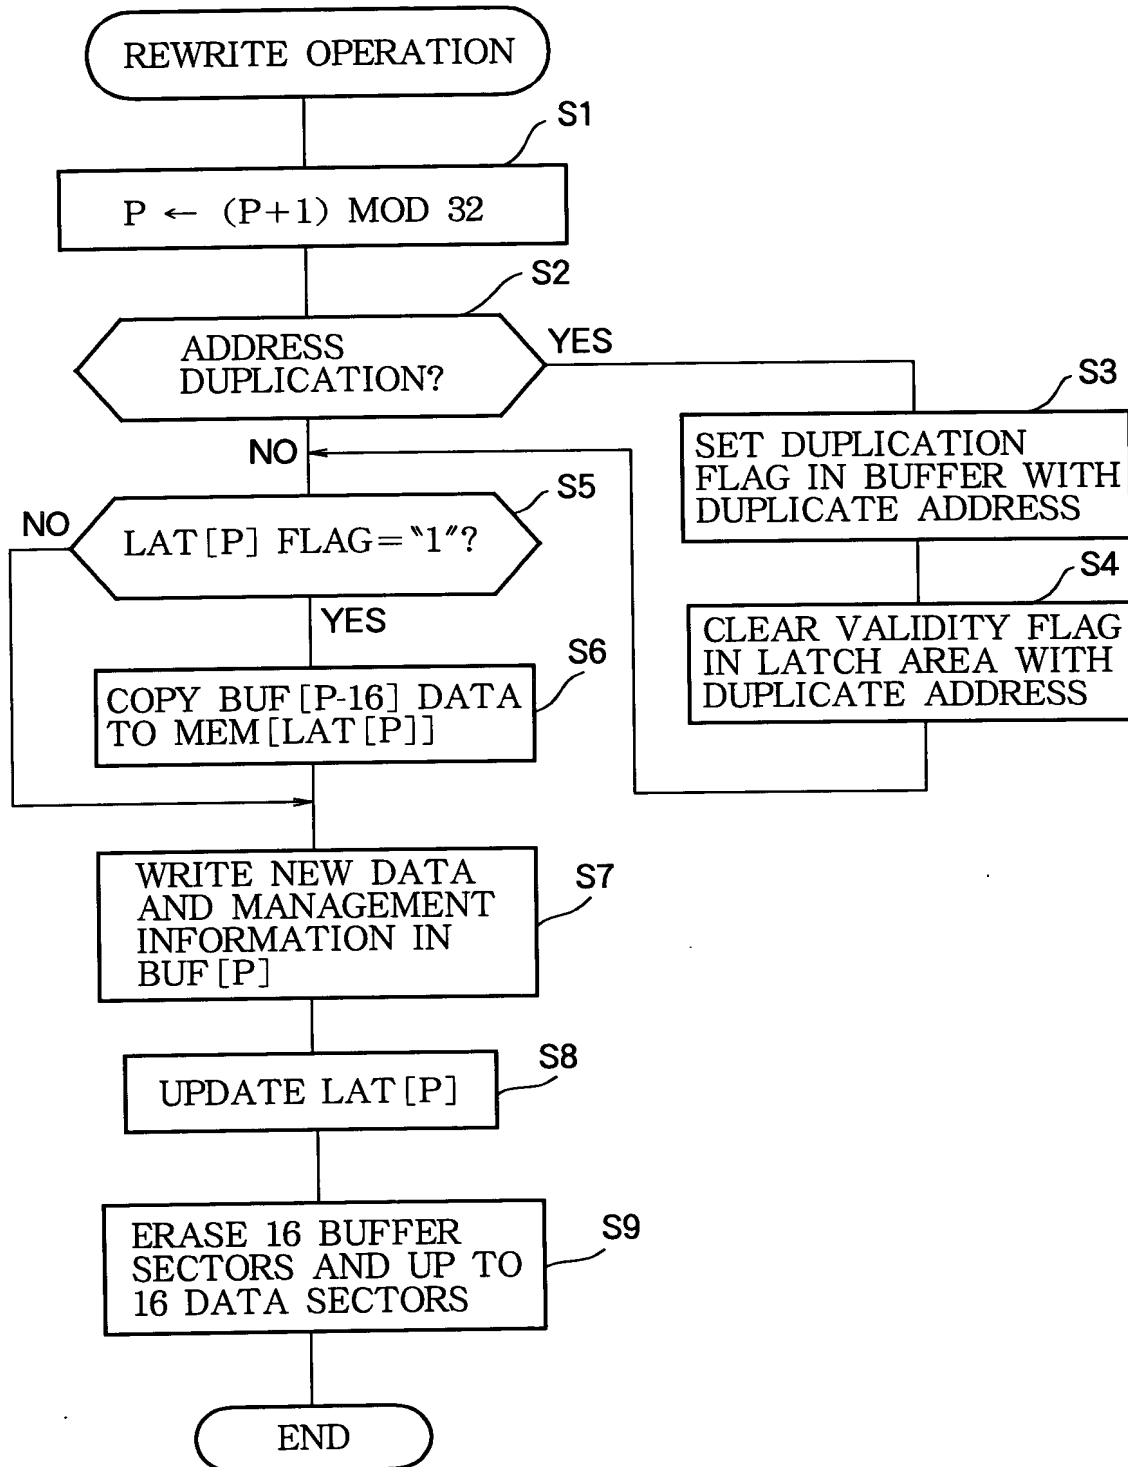 REWRITE OPERATION
S1
P ← (P+1) MOD 32
S2
ADDRESS
DUPLICATION?
YES
S3
SET DUPLICATION
FLAG IN BUFFER WITH
DUPLICATE ADDRESS
NO
S5
NO
LAT[P] FLAG="1"?
S4
CLEAR VALIDITY FLAG
IN LATCH AREA WITH
DUPLICATE ADDRESS
YES
S6
COPY BUF[P-16] DATA
TO MEM[LAT[P]]
S7
WRITE NEW DATA
AND MANAGEMENT
INFORMATION IN
BUF[P]
S8
UPDATE LAT[P]
S9
ERASE 16 BUFFER
SECTORS AND UP TO
16 DATA SECTORS
END